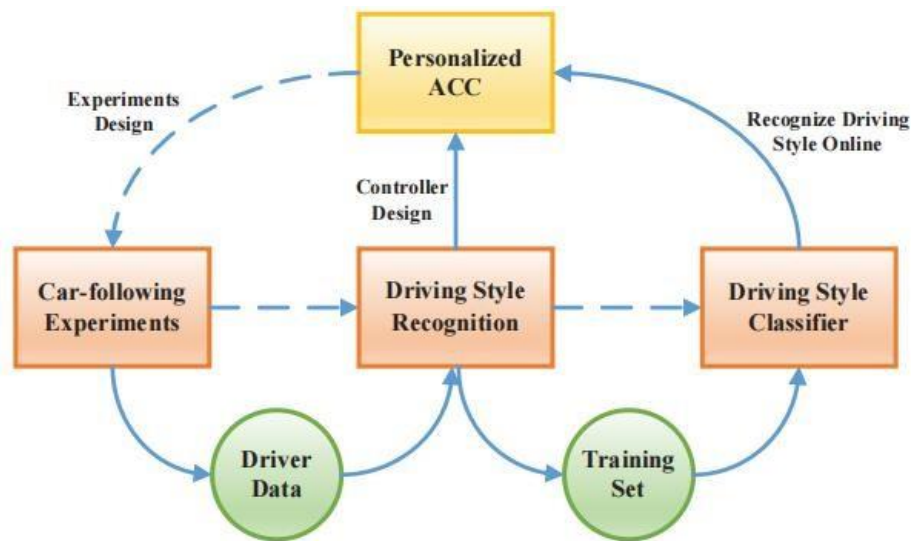 Personalized
ACC
Experiments
Design
Recognize Driving
Style Online
Controller
Design
Car-following
Experiments
Driving Style
Recognition
Driving Style
Classifier
Driver
Data
Training
Set